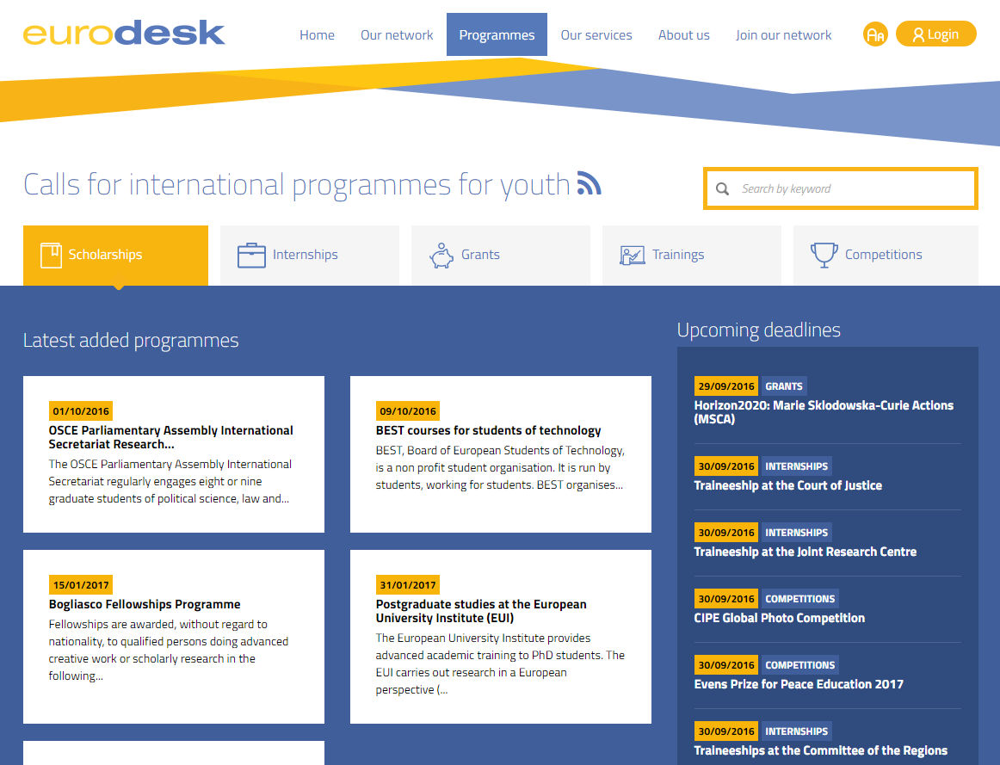 eurodesk
Home
Our network
Programmes
Our services
About us
Join our network
AA
Login
Calls for international programmes for youth
Search by keyword
Scholarships
Internships
Grants
Trainings
Competitions
Latest added programmes
01/10/2016
OSCE Parliamentary Assembly International
Secretariat Research...
The OSCE Parliamentary Assembly International
Secretariat regularly engages eight or nine
graduate students of political science, law and...
09/10/2016
BEST courses for students of technology
BEST, Board of European Students of Technology,
is a non profit student organisation. It is run by
students, working for students. BEST organises...
15/01/2017
Bogliasco Fellowships Programme
Fellowships are awarded, without regard to
nationality, to qualified persons doing advanced
creative work or scholarly research in the
following...
31/01/2017
Postgraduate studies at the European
University Institute (EUI)
The European University Institute provides
advanced academic training to PhD students. The
EUI carries out research in a European
perspective (...
Upcoming deadlines
29/09/2016 GRANTS
Horizon2020: Marie Sklodowska-Curie Actions
(MSCA)
30/09/2016 INTERNSHIPS
Traineeship at the Court of Justice
30/09/2016 INTERNSHIPS
Traineeship at the Joint Research Centre
30/09/2016 COMPETITIONS
CIPE Global Photo Competition
30/09/2016 COMPETITIONS
Evens Prize for Peace Education 2017
30/09/2016 INTERNSHIPS
Traineeships at the Committee of the Regions